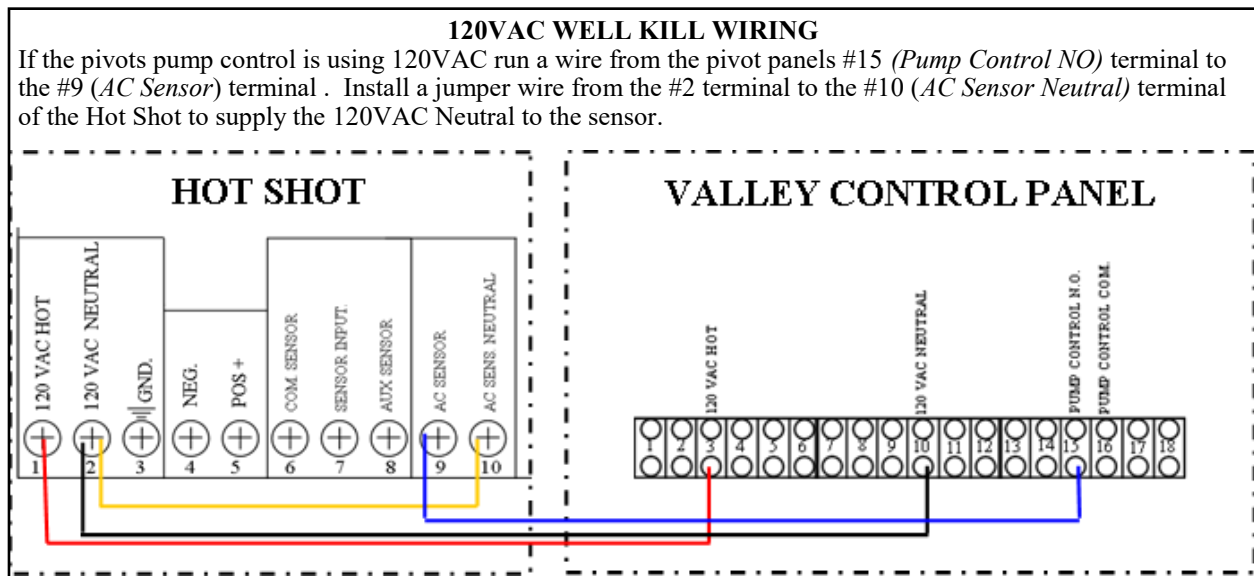 120VAC WELL KILL WIRING
If the pivots pump control is using 120VAC run a wire from the pivot panels #15 (Pump Control NO) terminal to
the #9 (AC Sensor) terminal . Install a jumper wire from the #2 terminal to the #10 (AC Sensor Neutral) terminal
of the Hot Shot to supply the 120VAC Neutral to the sensor.
HOT SHOT
120 VAC HOT
120 VAC NEUTRAL
GND.
NEG.
POS +
COM. SENSOR
SENSOR INPUT.
AUX SENSOR
AC SENSOR
AC SENS. NEUTRAL
1 2 3 4 5 6 7 8 9 10
VALLEY CONTROL PANEL
120 VAC HOT
120 VAC NEUTRAL
PUMP CONTROL N.O.
PUMP CONTROL COM.
1 2 3 4 5 6 7 8 9 10 11 12 13 14 15 16 17 18